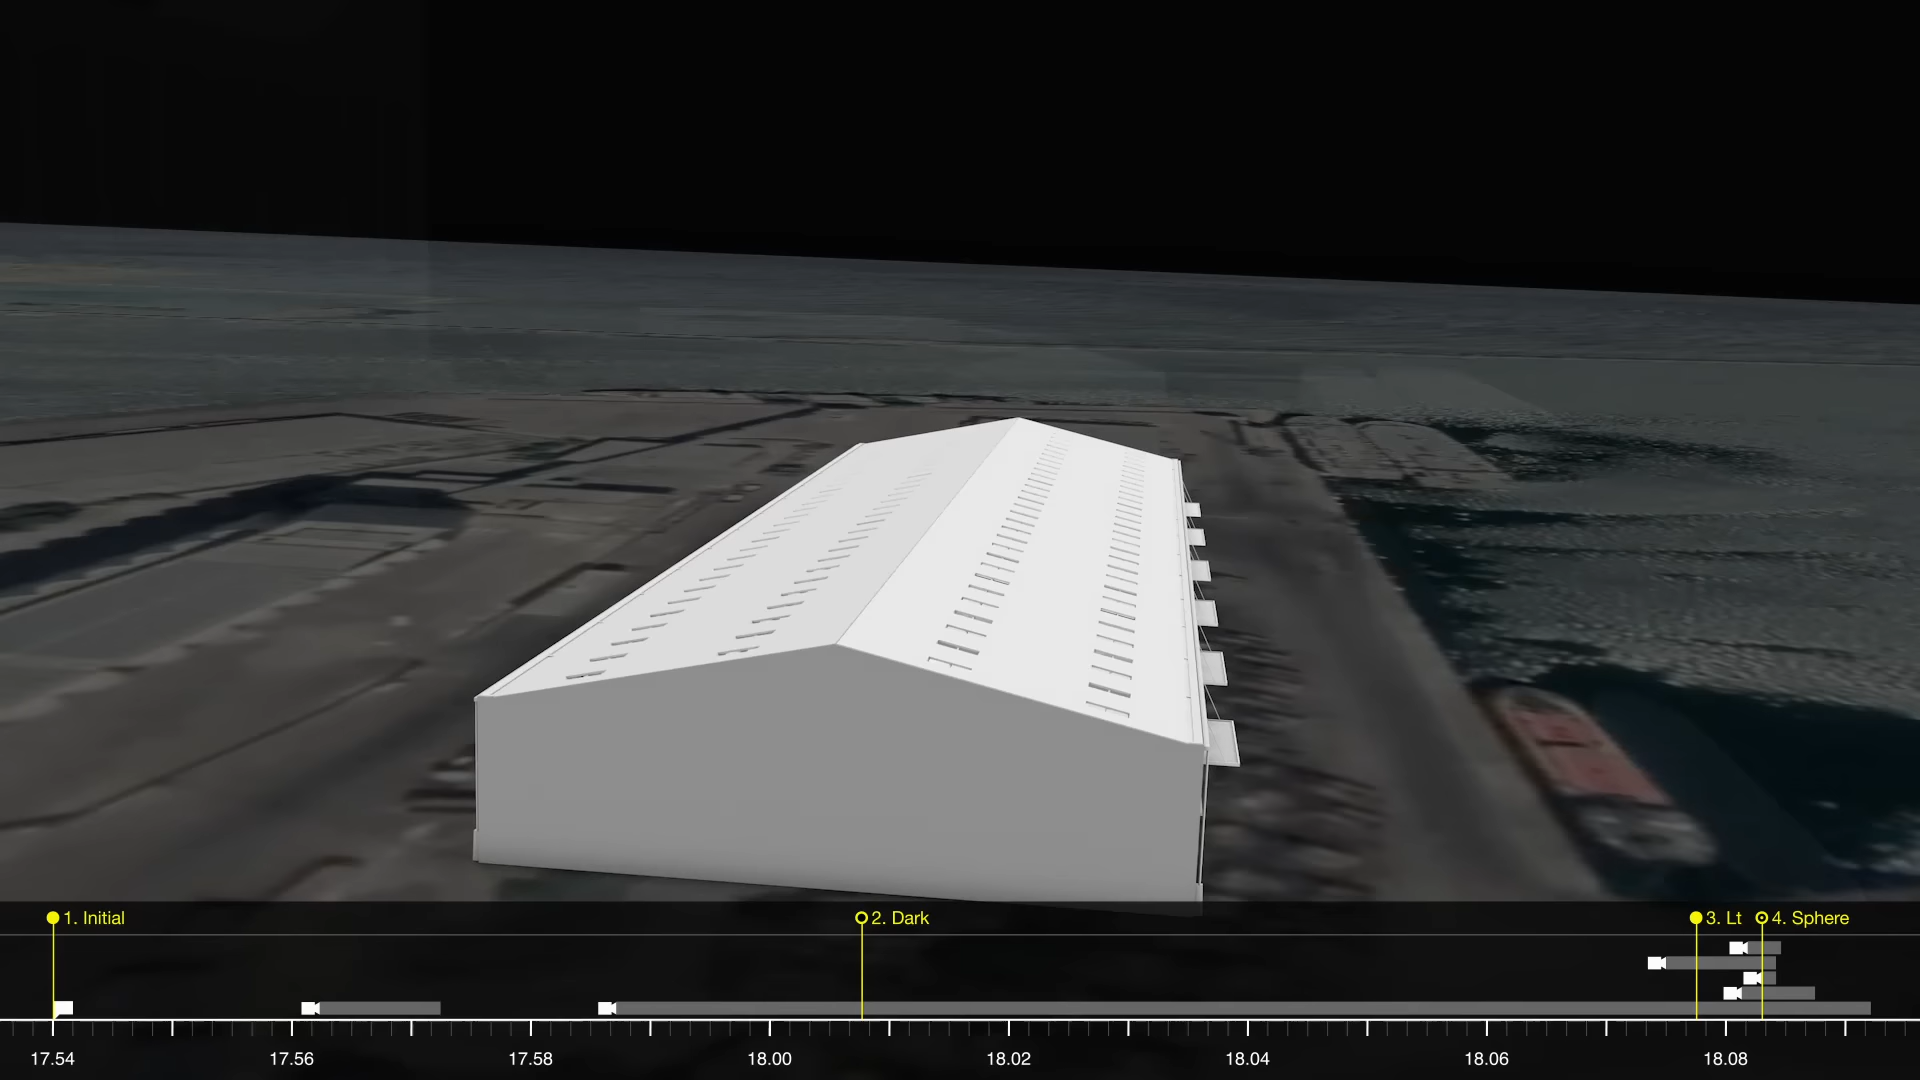 1. Initial
2. Dark
3. Lt
4. Sphere
17.54
17.56
17.58
18.00
18.02
18.04
18.06
18.08